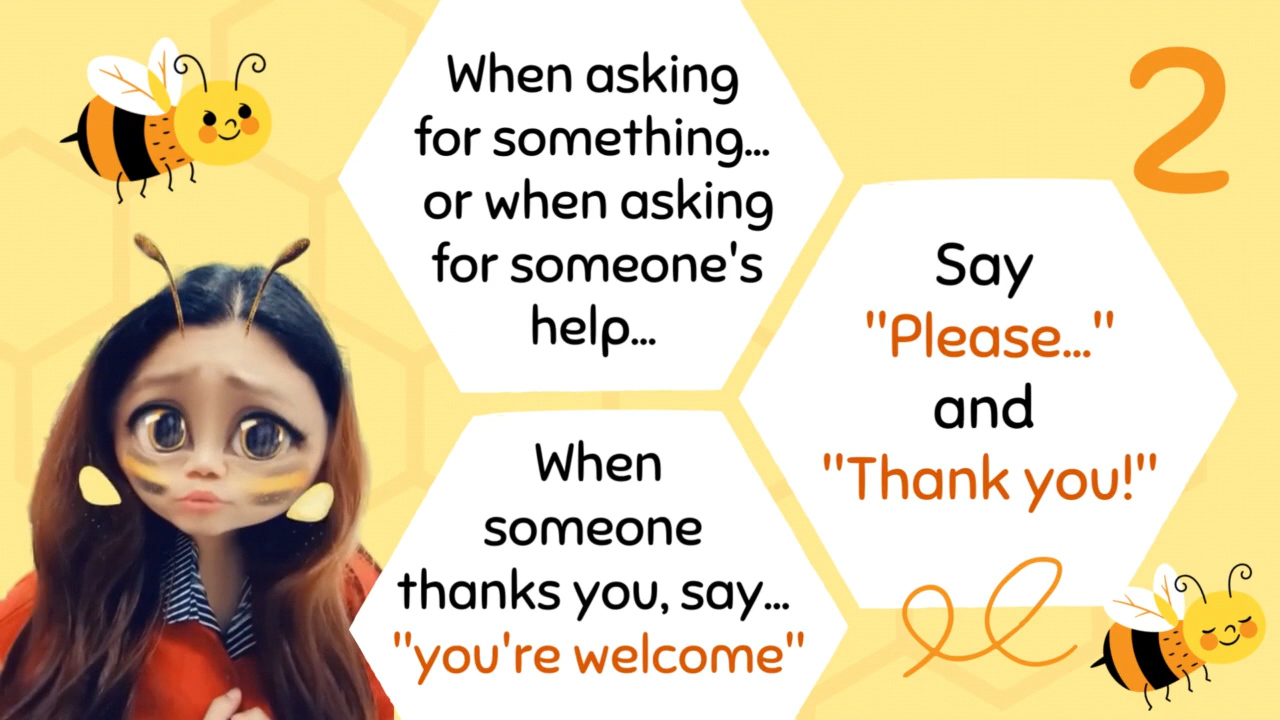 When asking
for something...
or when asking
for someone's
help...
2
Say
"Please..."
and
"Thank you!"
When
someone
thanks you, say...
"you're welcome"